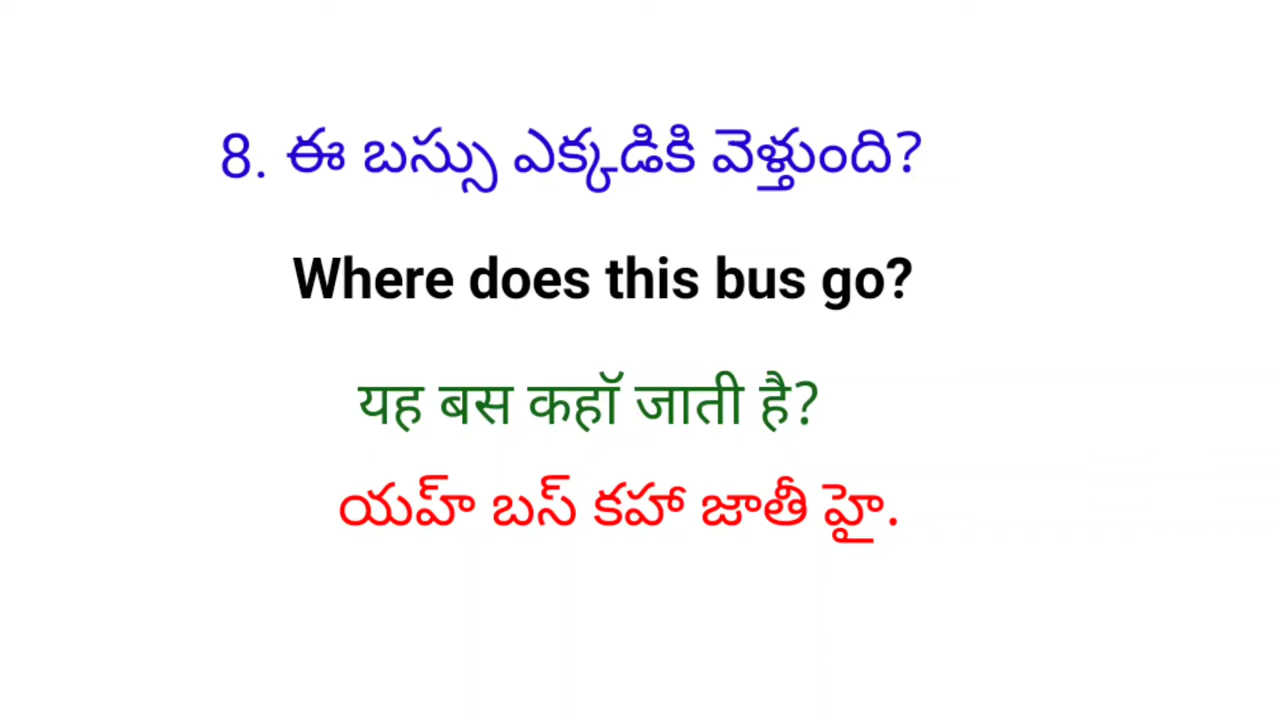 8. ఈ బస్సు ఎక్కడికి వెళ్తుంది?
Where does this bus go?
यह बस कहॉ जाती है?
యహ్ బస్ కహా జాతీ హై.